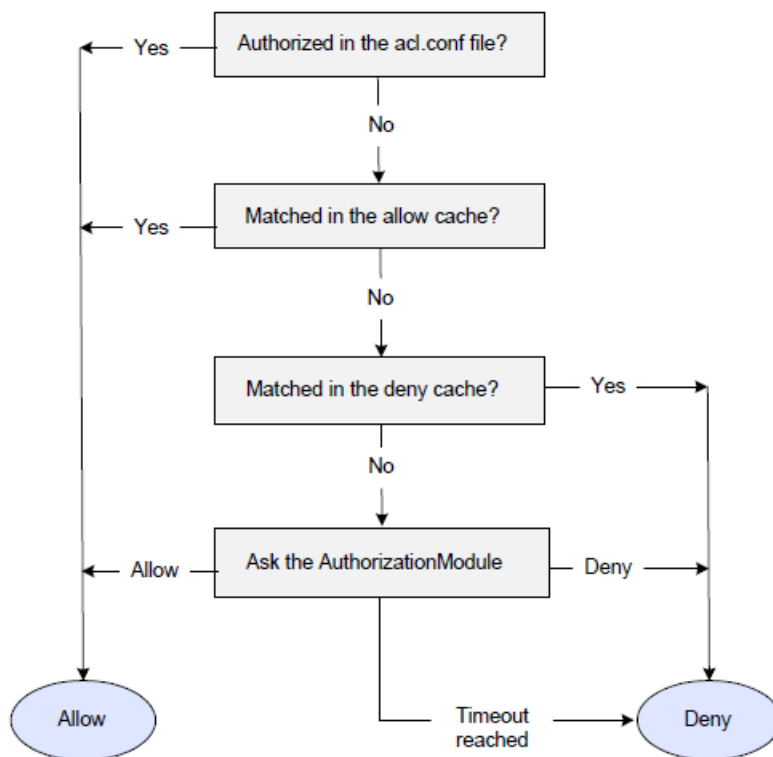 Yes
Authorized in the acl.conf file?
No
Yes
Matched in the allow cache?
No
Matched in the deny cache?
Yes
No
Allow
Ask the AuthorizationModule
Deny
Allow
Timeout
reached
Deny